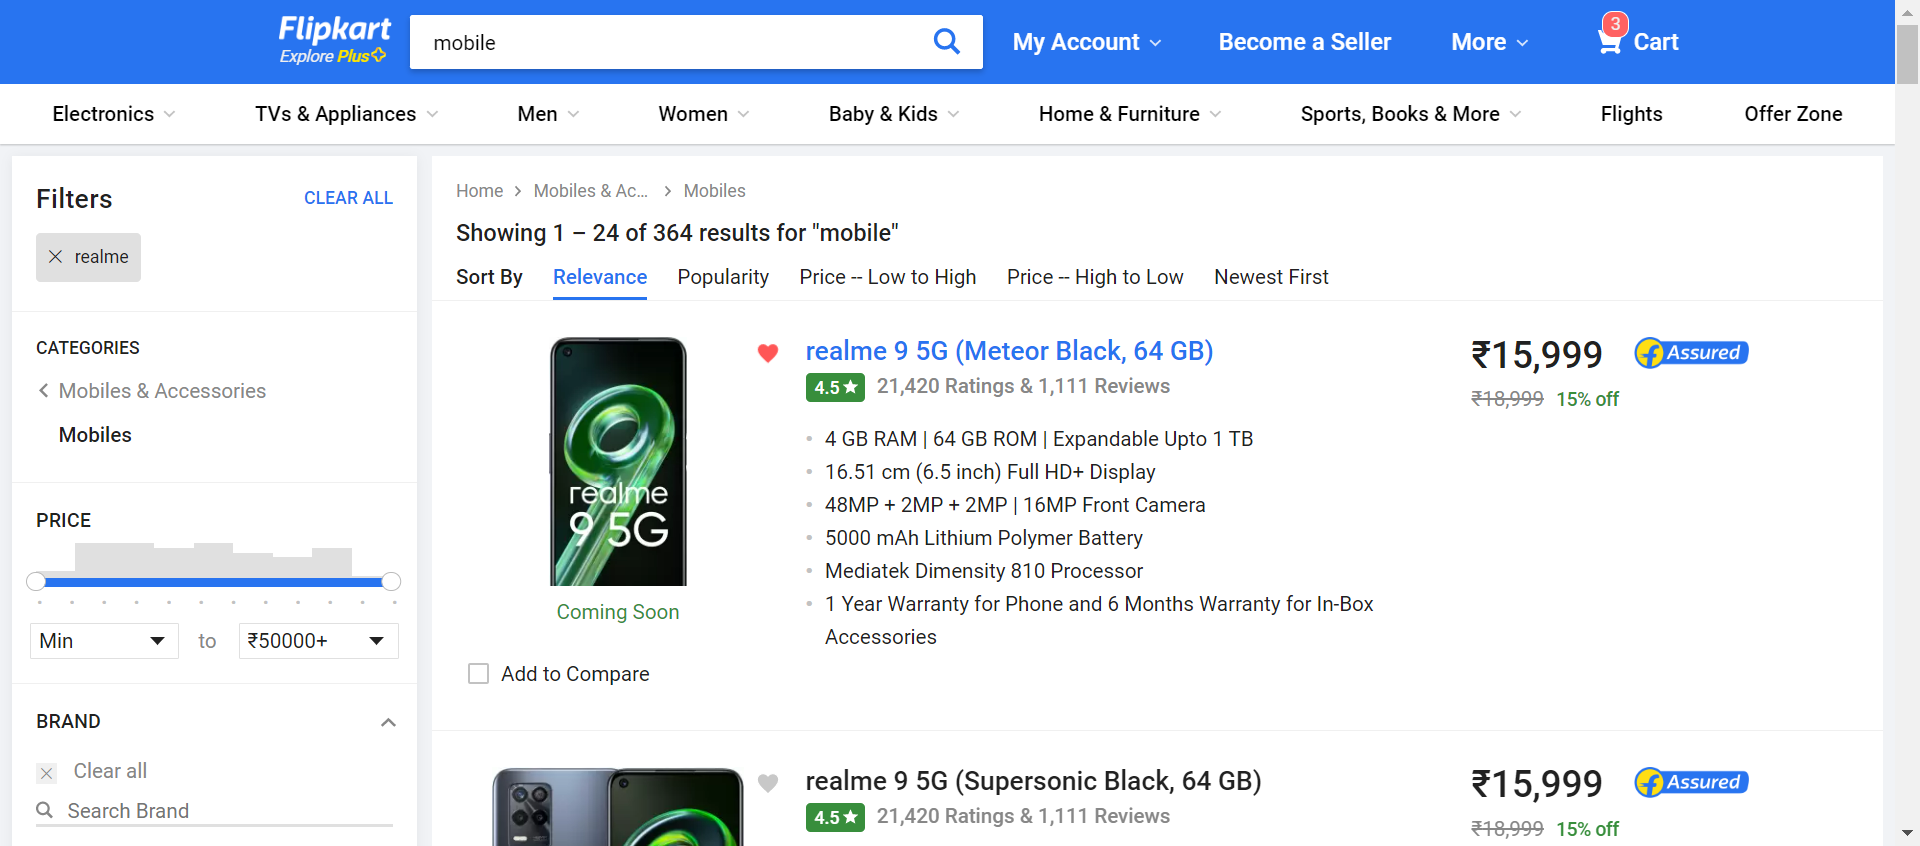 Flipkart
Explore Plus
mobile
My Account
Become a Seller
More
3
Cart
Electronics
TVs & Appliances
Men
Women
Baby & Kids
Home & Furniture
Sports, Books & More
Flights
Offer Zone
Filters
CLEAR ALL
realme
CATEGORIES
Mobiles & Accessories
Mobiles
PRICE
Min
to
₹50000+
BRAND
Clear all
Search Brand
Home
Mobiles & Ac...
Mobiles
Showing 1 – 24 of 364 results for "mobile"
Sort By
Relevance
Popularity
Price -- Low to High
Price -- High to Low
Newest First
realme
9 5G
Coming Soon
Add to Compare
realme 9 5G (Meteor Black, 64 GB)
4.5★
21,420 Ratings & 1,111 Reviews
4 GB RAM | 64 GB ROM | Expandable Upto 1 TB
16.51 cm (6.5 inch) Full HD+ Display
48MP + 2MP + 2MP | 16MP Front Camera
5000 mAh Lithium Polymer Battery
Mediatek Dimensity 810 Processor
1 Year Warranty for Phone and 6 Months Warranty for In-Box
Accessories
₹15,999
Assured
₹18,999
15% off
realme 9 5G (Supersonic Black, 64 GB)
4.5★
21,420 Ratings & 1,111 Reviews
₹15,999
Assured
₹18,999
15% off